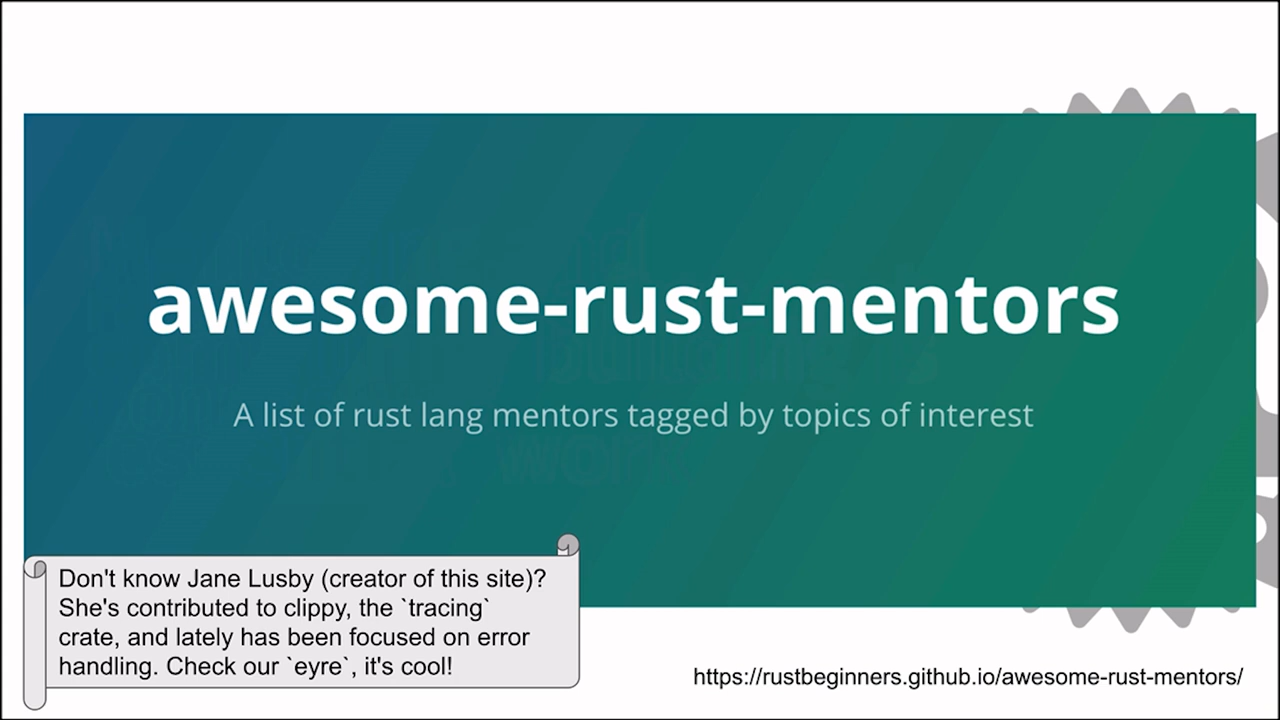 awesome-rust-mentors
A list of rust lang mentors tagged by topics of interest
Don't know Jane Lusby (creator of this site)?
She's contributed to clippy, the `tracing`
crate, and lately has been focused on error
handling. Check our `eyre`, it's cool!
https://rustbeginners.github.io/awesome-rust-mentors/